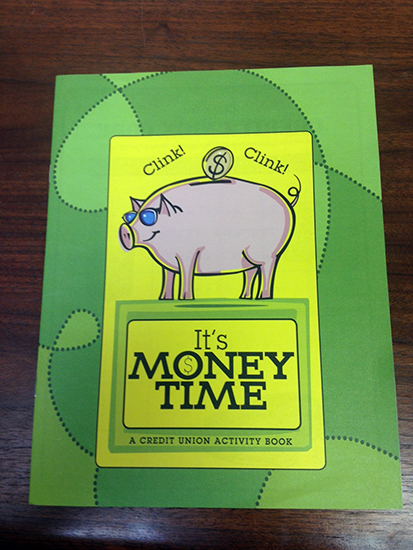 Clink!
$
Clink!
It's
MONEY
$
TIME
A CREDIT UNION ACTIVITY BOOK